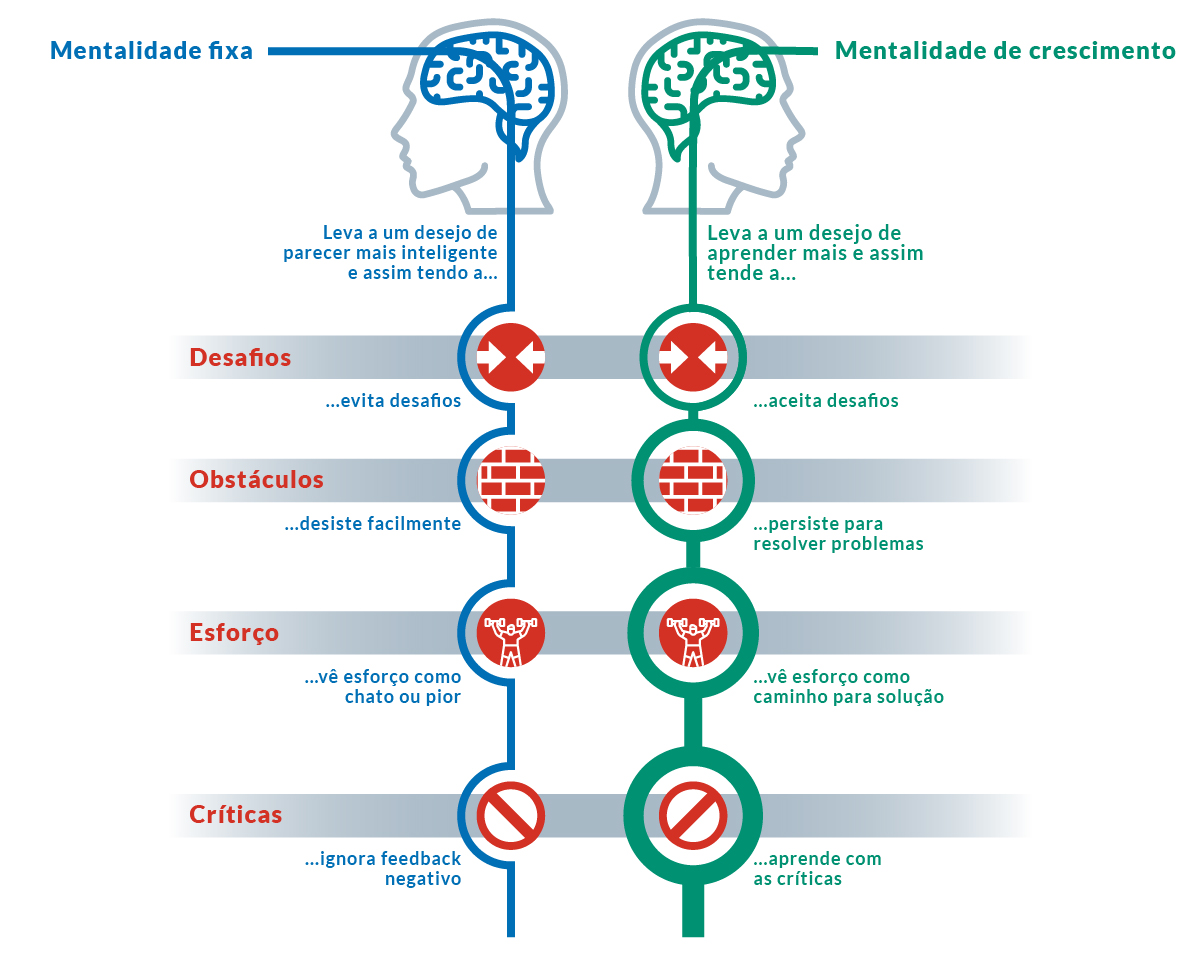 Mentalidade fixa
Mentalidade de crescimento
Leva a um desejo de
parecer mais inteligente
e assim tendo a...
Leva a um desejo de
aprender mais e assim
tende a...
Desafios
...evita desafios
...aceita desafios
Obstáculos
...desiste facilmente
...persiste para
resolver problemas
Esforço
...vê esforço como
chato ou pior
...vê esforço como
caminho para solução
Críticas
...ignora feedback
negativo
...aprende com
as críticas